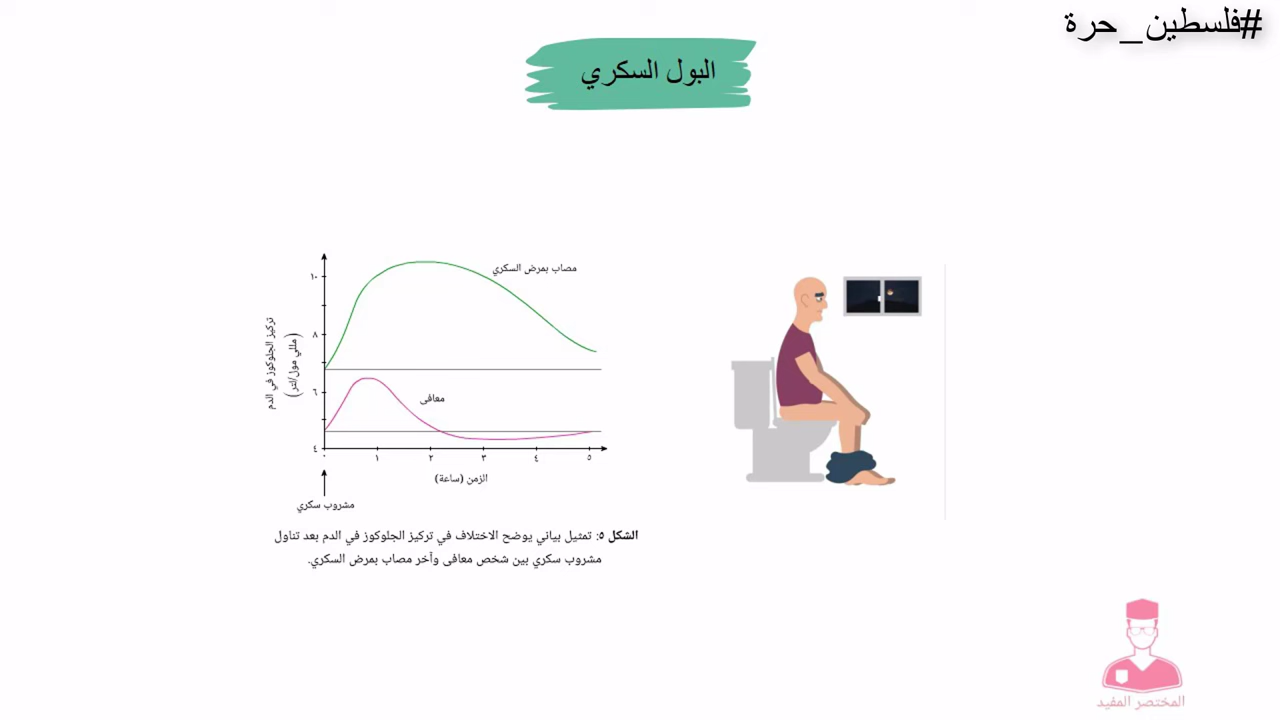 #فلسطين_حرة
البول السكري
مصاب بمرض السكري
معافى
تركيز الجلوكوز في الدم
(مللي مول/لتر)
١٠
٨
٦
٤
٠ ١ ٢ ٣ ٤ ٥
الزمن (ساعة)
مشروب سكري
الشكل ٥: تمثيل بياني يوضح الاختلاف في تركيز الجلوكوز في الدم بعد تناول
مشروب سكري بين شخص معافى وآخر مصاب بمرض السكري.
المختصر المفيد